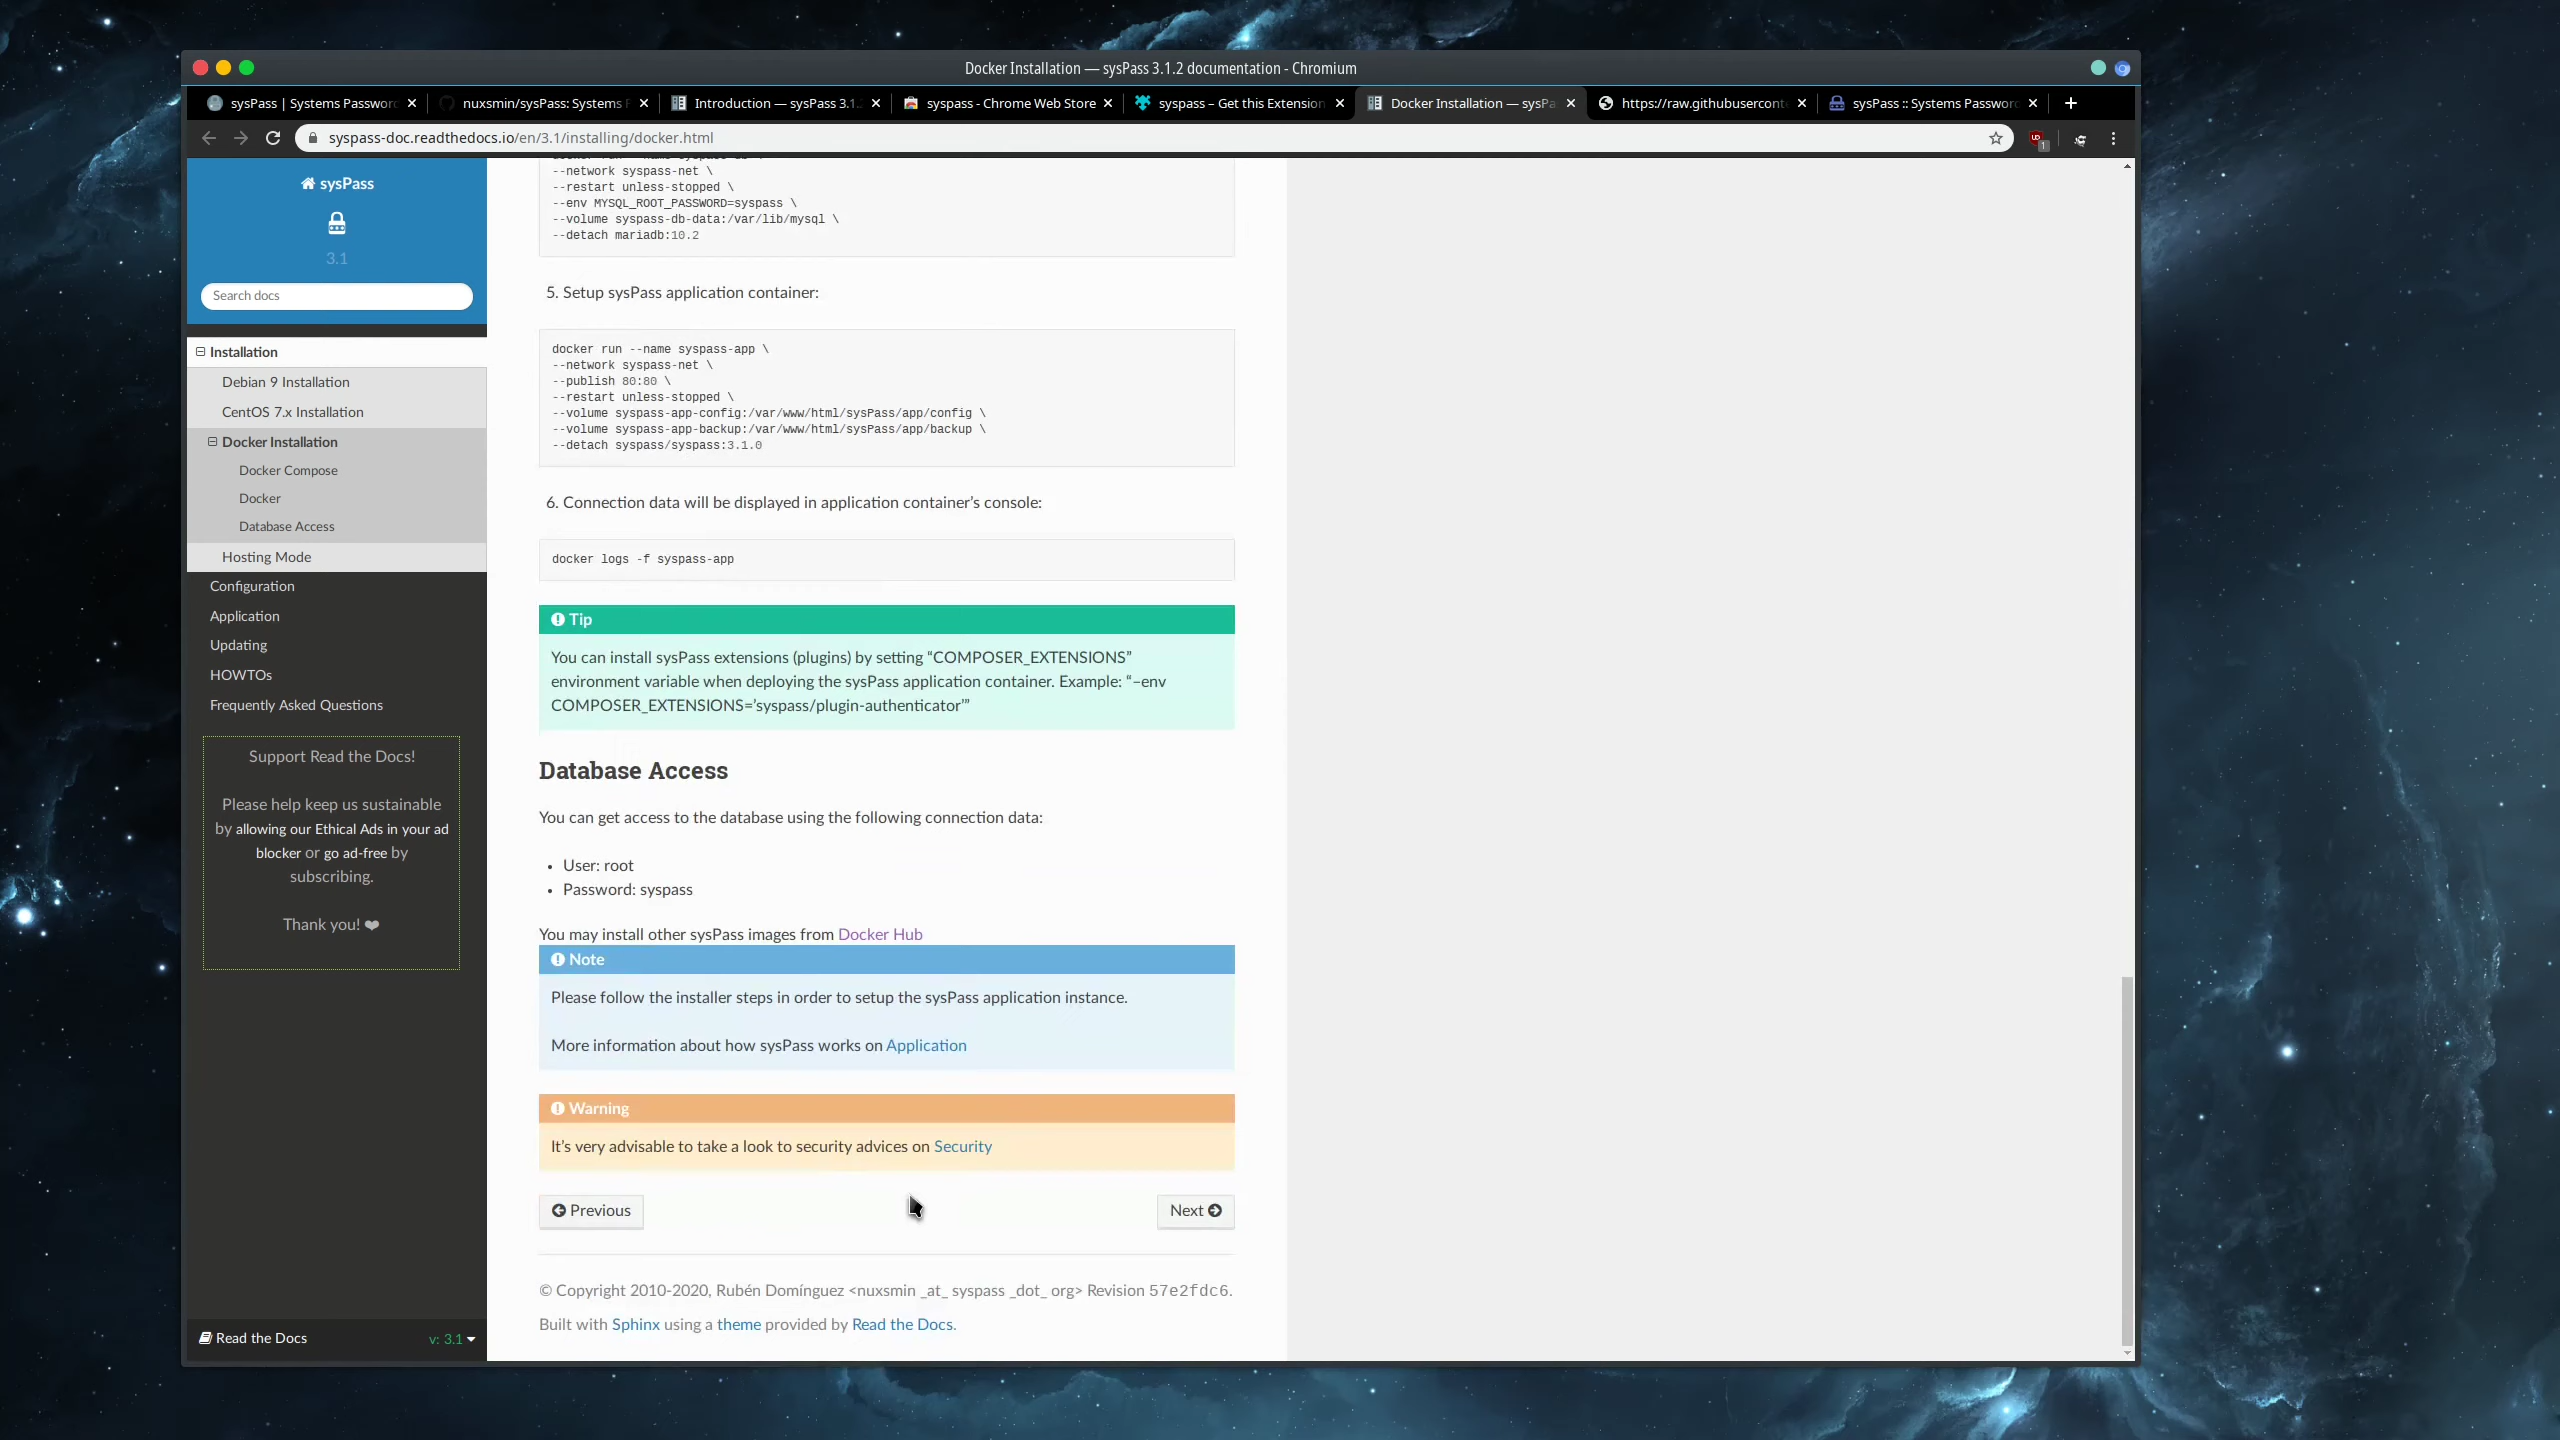 Docker Installation — sysPass 3.1.2 documentation - Chromium
sysPass | Systems Passwor
nuxsmin/sysPass: Systems P
Introduction — sysPass 3.1.
syspass - Chrome Web Store
syspass – Get this Extension
Docker Installation — sysPa
https://raw.githubusercont
sysPass :: Systems Passwor
syspass-doc.readthedocs.io/en/3.1/installing/docker.html
sysPass
3.1
Search docs
Installation
Debian 9 Installation
CentOS 7.x Installation
Docker Installation
Docker Compose
Docker
Database Access
Hosting Mode
Configuration
Application
Updating
HOWTOs
Frequently Asked Questions
Support Read the Docs!
Please help keep us sustainable
by allowing our Ethical Ads in your ad
blocker or go ad-free by
subscribing.
Thank you! ❤
Read the Docs
v: 3.1
--network syspass-net \
--restart unless-stopped \
--env MYSQL_ROOT_PASSWORD=syspass \
--volume syspass-db-data:/var/lib/mysql \
--detach mariadb:10.2
5. Setup sysPass application container:
docker run --name syspass-app \
--network syspass-net \
--publish 80:80 \
--restart unless-stopped \
--volume syspass-app-config:/var/www/html/sysPass/app/config \
--volume syspass-app-backup:/var/www/html/sysPass/app/backup \
--detach syspass/syspass:3.1.0
6. Connection data will be displayed in application container’s console:
docker logs -f syspass-app
Tip
You can install sysPass extensions (plugins) by setting “COMPOSER_EXTENSIONS”
environment variable when deploying the sysPass application container. Example: “–env
COMPOSER_EXTENSIONS=’syspass/plugin-authenticator’”
Database Access
You can get access to the database using the following connection data:
• User: root
• Password: syspass
You may install other sysPass images from Docker Hub
Note
Please follow the installer steps in order to setup the sysPass application instance.
More information about how sysPass works on Application
Warning
It’s very advisable to take a look to security advices on Security
Previous
Next
© Copyright 2010-2020, Rubén Domínguez <nuxsmin _at_ syspass _dot_ org> Revision 57e2fdc6.
Built with Sphinx using a theme provided by Read the Docs.